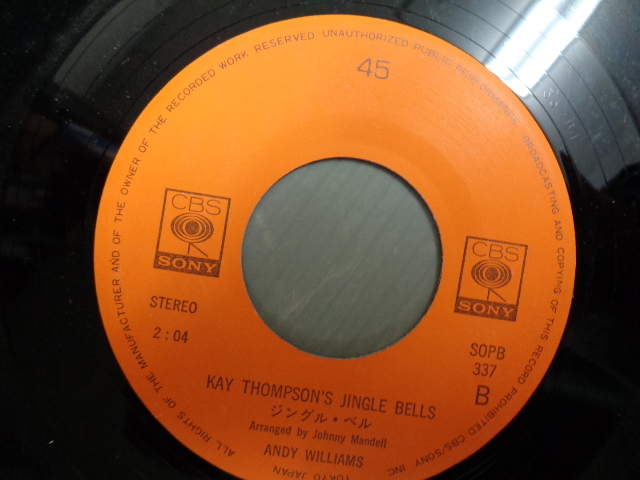 45
ALL RIGHTS OF THE MANUFACTURER AND OF THE OWNER OF THE RECORDED WORK RESERVED UNAUTHORIZED PUBLIC PERFORMANCE BROADCASTING AND COPYING OF THIS RECORD PROHIBITED CBS/SONY INC.
TOKYO JAPAN
CBS
SONY
CBS
SONY
STEREO
2:04
SOPB
337
B
KAY THOMPSON'S JINGLE BELLS
ジングル・ベル
Arranged by Johnny Mandell
ANDY WILLIAMS